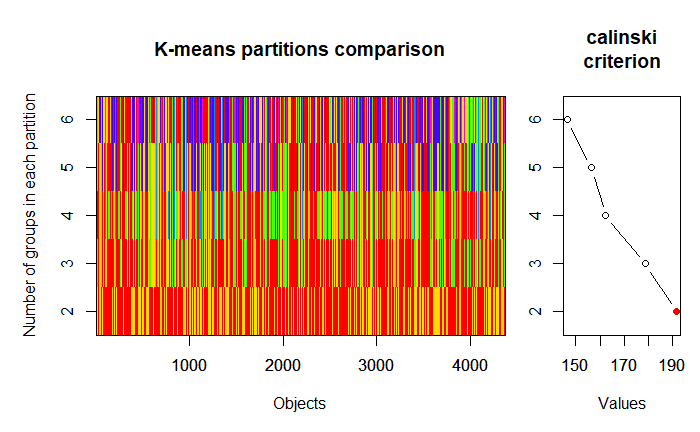 K-means partitions comparison
calinski
criterion
Number of groups in each partition
6
5
4
3
2
1000 2000 3000 4000
Objects
6
5
4
3
2
150 170 190
Values